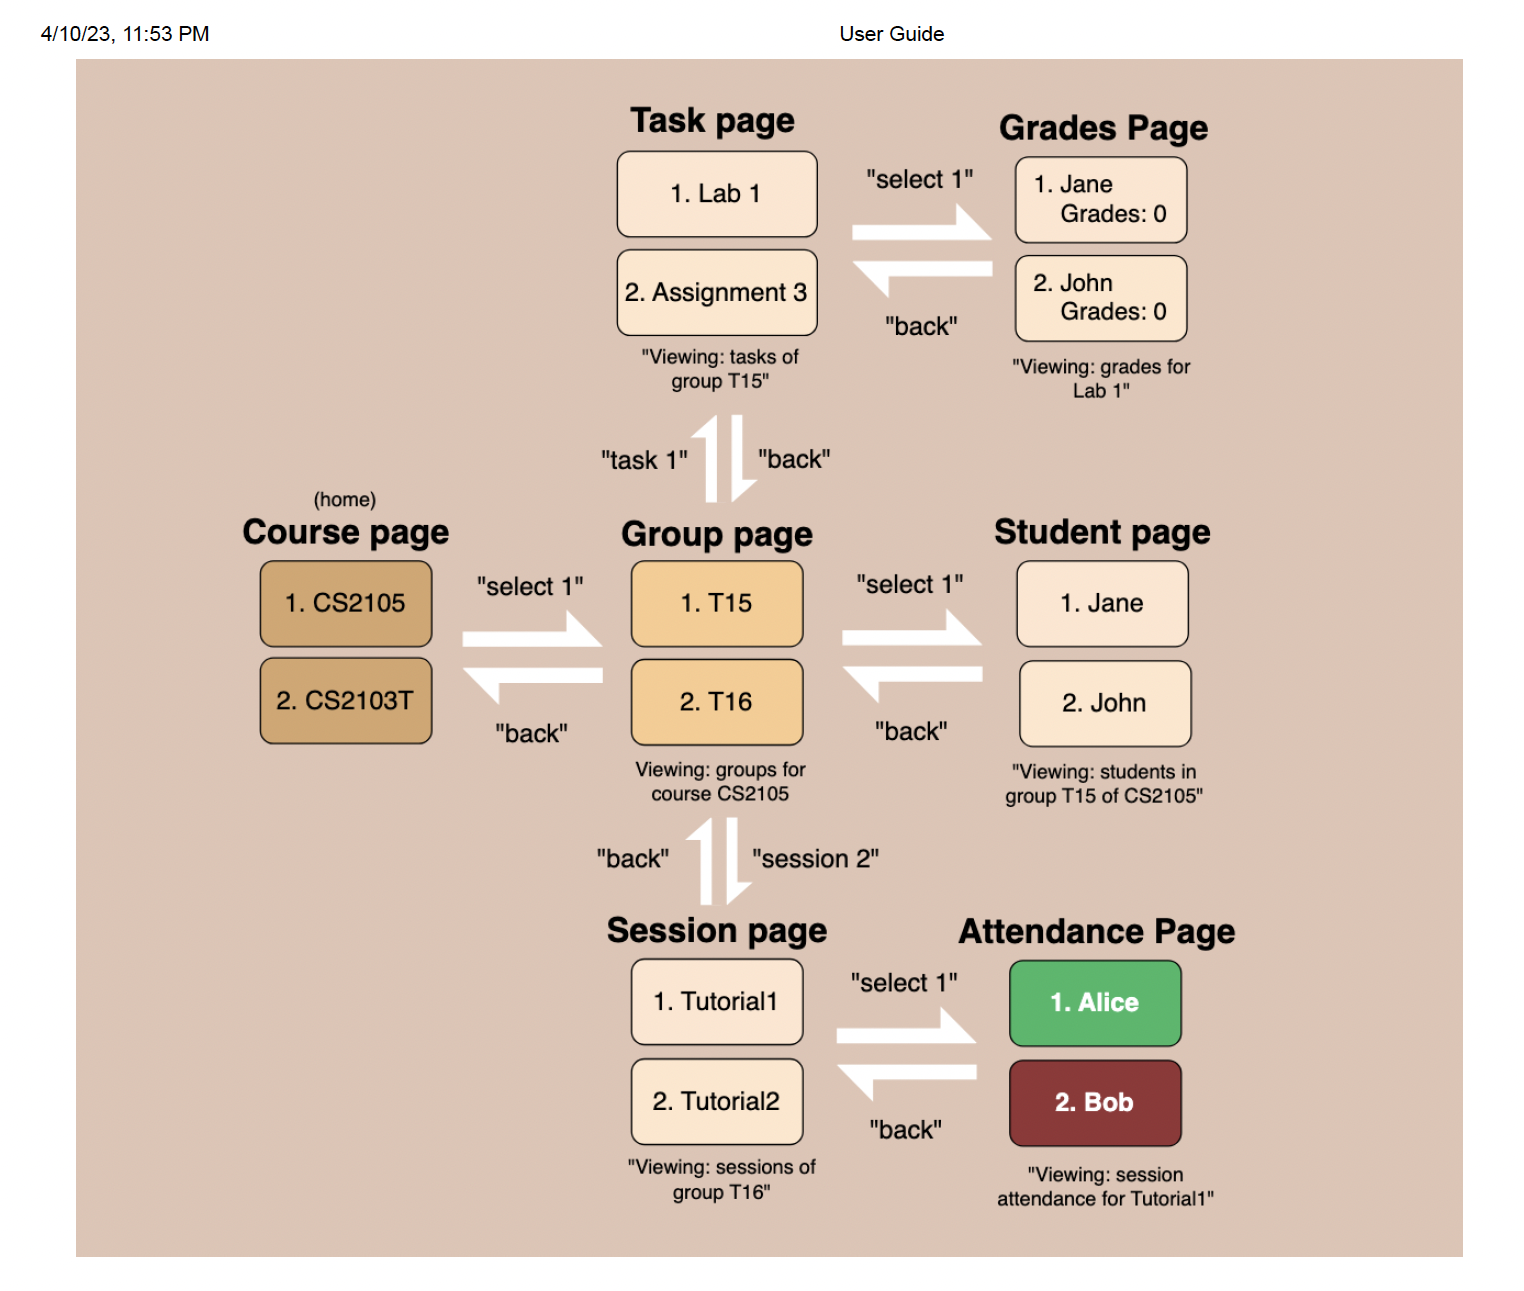 4/10/23, 11:53 PM
User Guide
Task page
1. Lab 1
2. Assignment 3
"Viewing: tasks of
group T15"
"select 1"
"back"
Grades Page
1. Jane
Grades: 0
2. John
Grades: 0
"Viewing: grades for
Lab 1"
"task 1"
"back"
(home)
Course page
1. CS2105
2. CS2103T
"select 1"
"back"
Group page
1. T15
2. T16
Viewing: groups for
course CS2105
"select 1"
"back"
Student page
1. Jane
2. John
"Viewing: students in
group T15 of CS2105"
"back"
"session 2"
Session page
1. Tutorial1
2. Tutorial2
"Viewing: sessions of
group T16"
"select 1"
"back"
Attendance Page
1. Alice
2. Bob
"Viewing: session
attendance for Tutorial1"